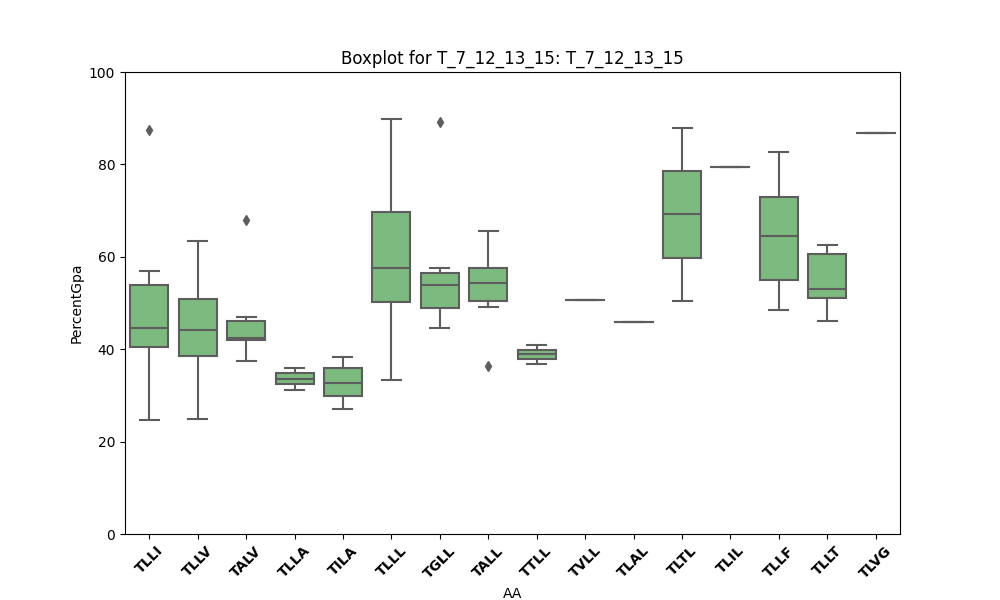 Boxplot for T_7_12_13_15: T_7_12_13_15
100
80
60
40
20
0
PercentGpa
TLLI TLLV TALV TLLA TILA TLLL TGLL TALL TTLL TVLL TLAL TLTL TLIL TLLF TLLT TLVG
AA